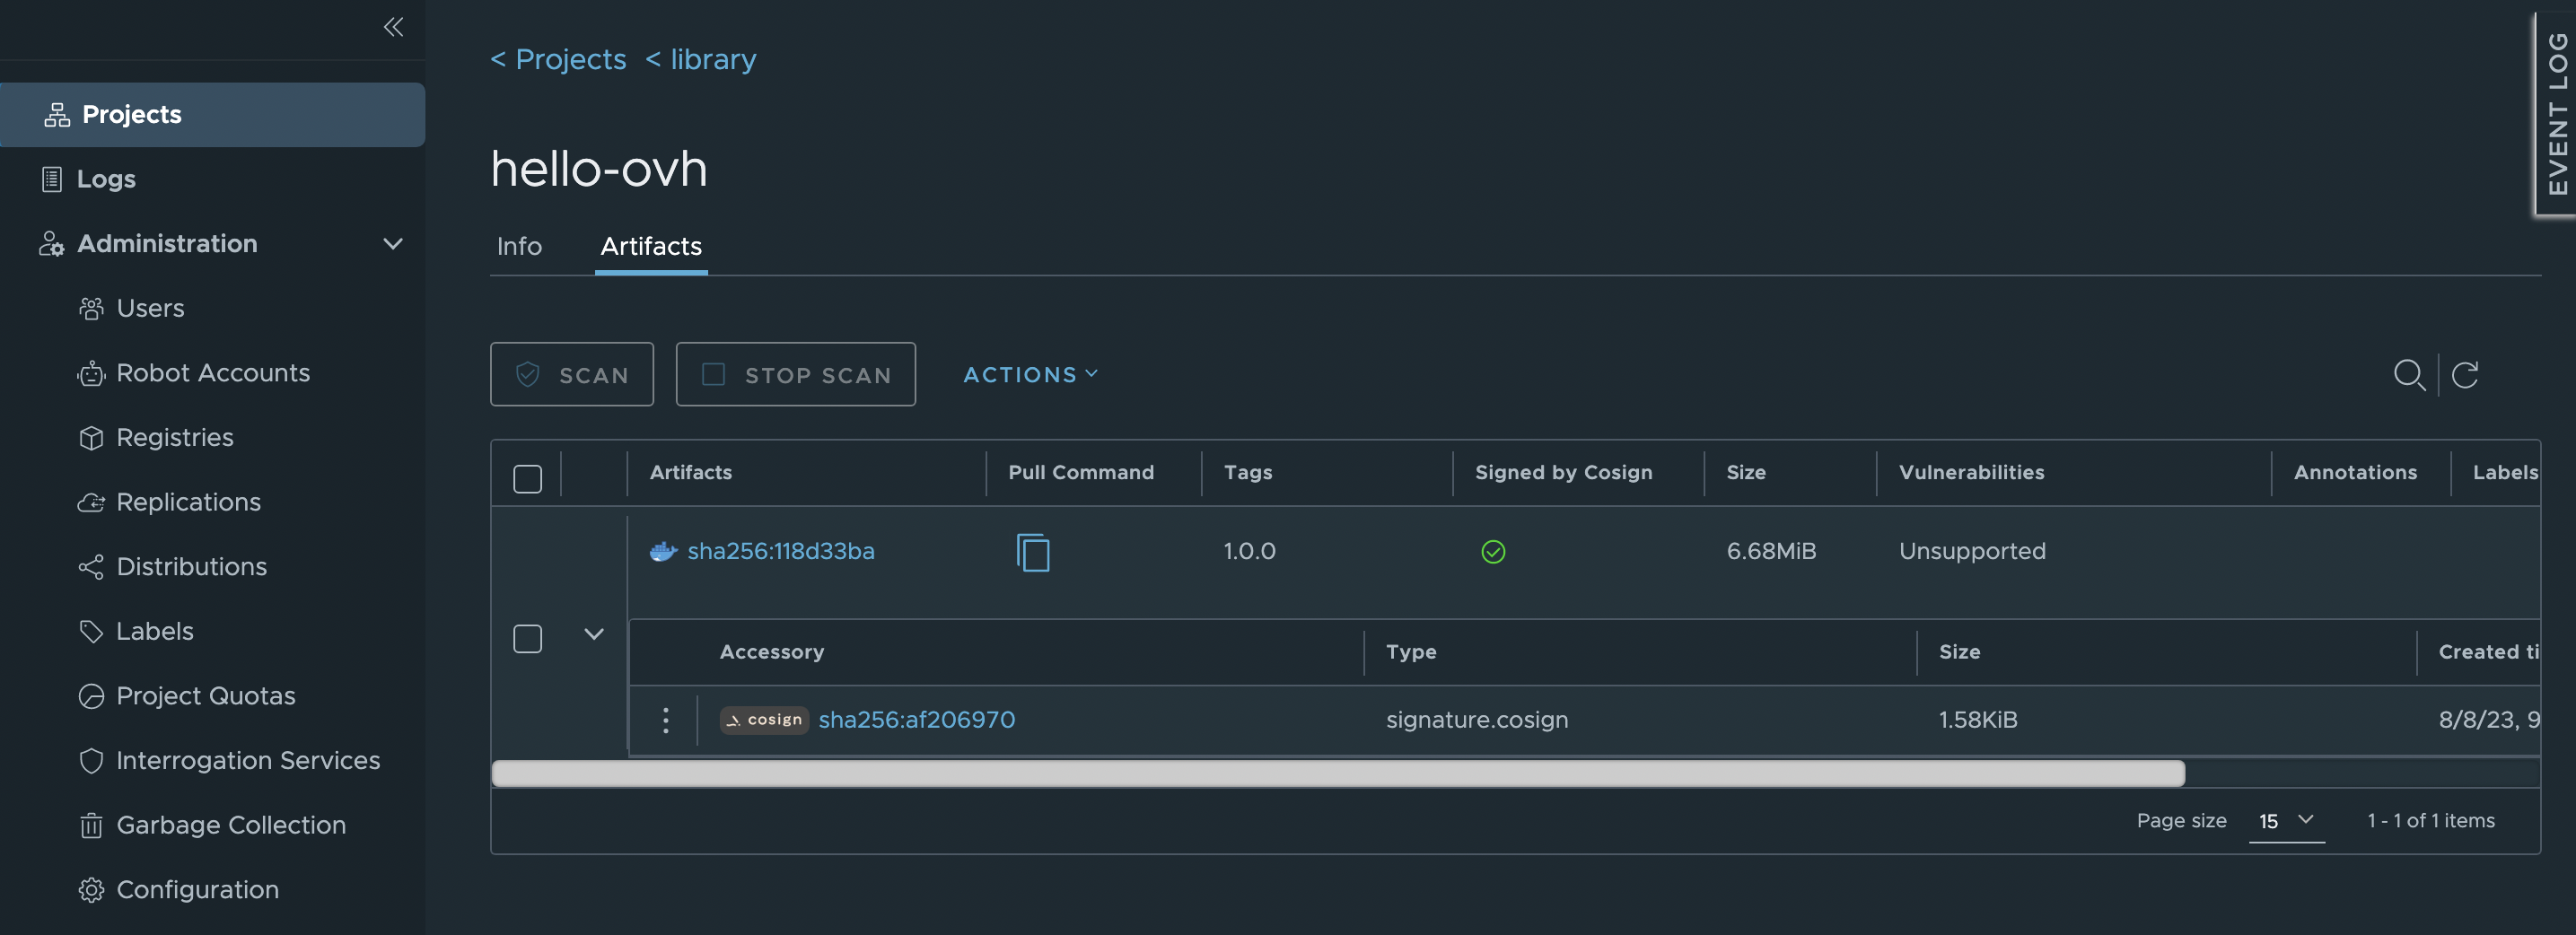 Projects
Logs
Administration
Users
Robot Accounts
Registries
Replications
Distributions
Labels
Project Quotas
Interrogation Services
Garbage Collection
Configuration
< Projects < library
hello-ovh
Info Artifacts
SCAN STOP SCAN ACTIONS
Artifacts Pull Command Tags Signed by Cosign Size Vulnerabilities Annotations Labels
sha256:118d33ba 1.0.0 6.68MiB Unsupported
Accessory Type Size Created ti
cosign sha256:af206970 signature.cosign 1.58KiB 8/8/23, 9
Page size 15 1 - 1 of 1 items
EVENT LOG